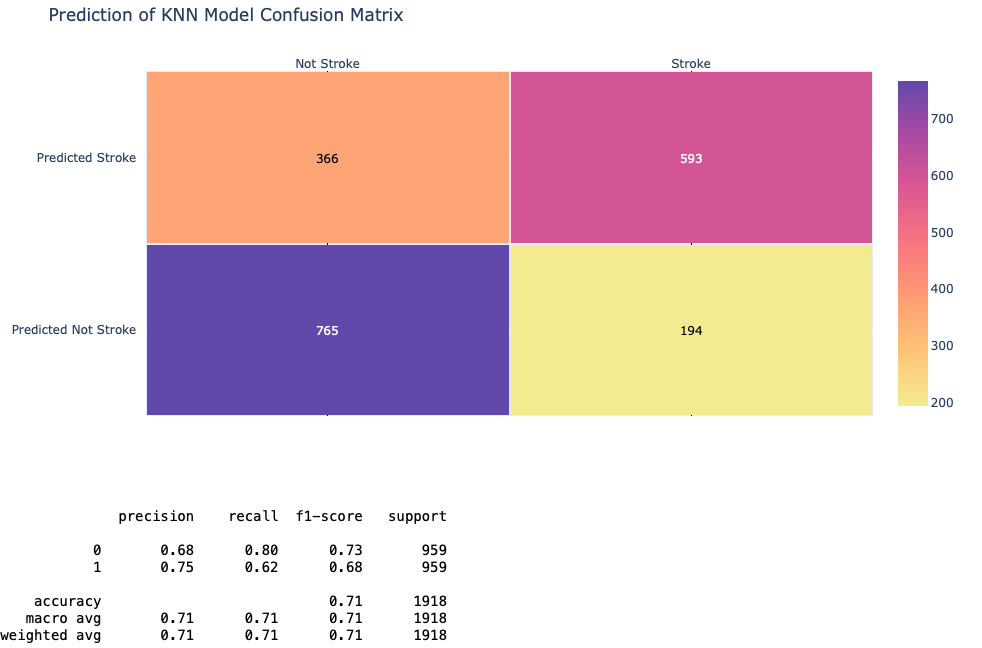 Prediction of KNN Model Confusion Matrix
Not Stroke Stroke
Predicted Stroke 366 593
Predicted Not Stroke 765 194
700
600
500
400
300
200
precision recall f1-score support
0 0.68 0.80 0.73 959
1 0.75 0.62 0.68 959
accuracy 0.71 1918
macro avg 0.71 0.71 0.71 1918
weighted avg 0.71 0.71 0.71 1918